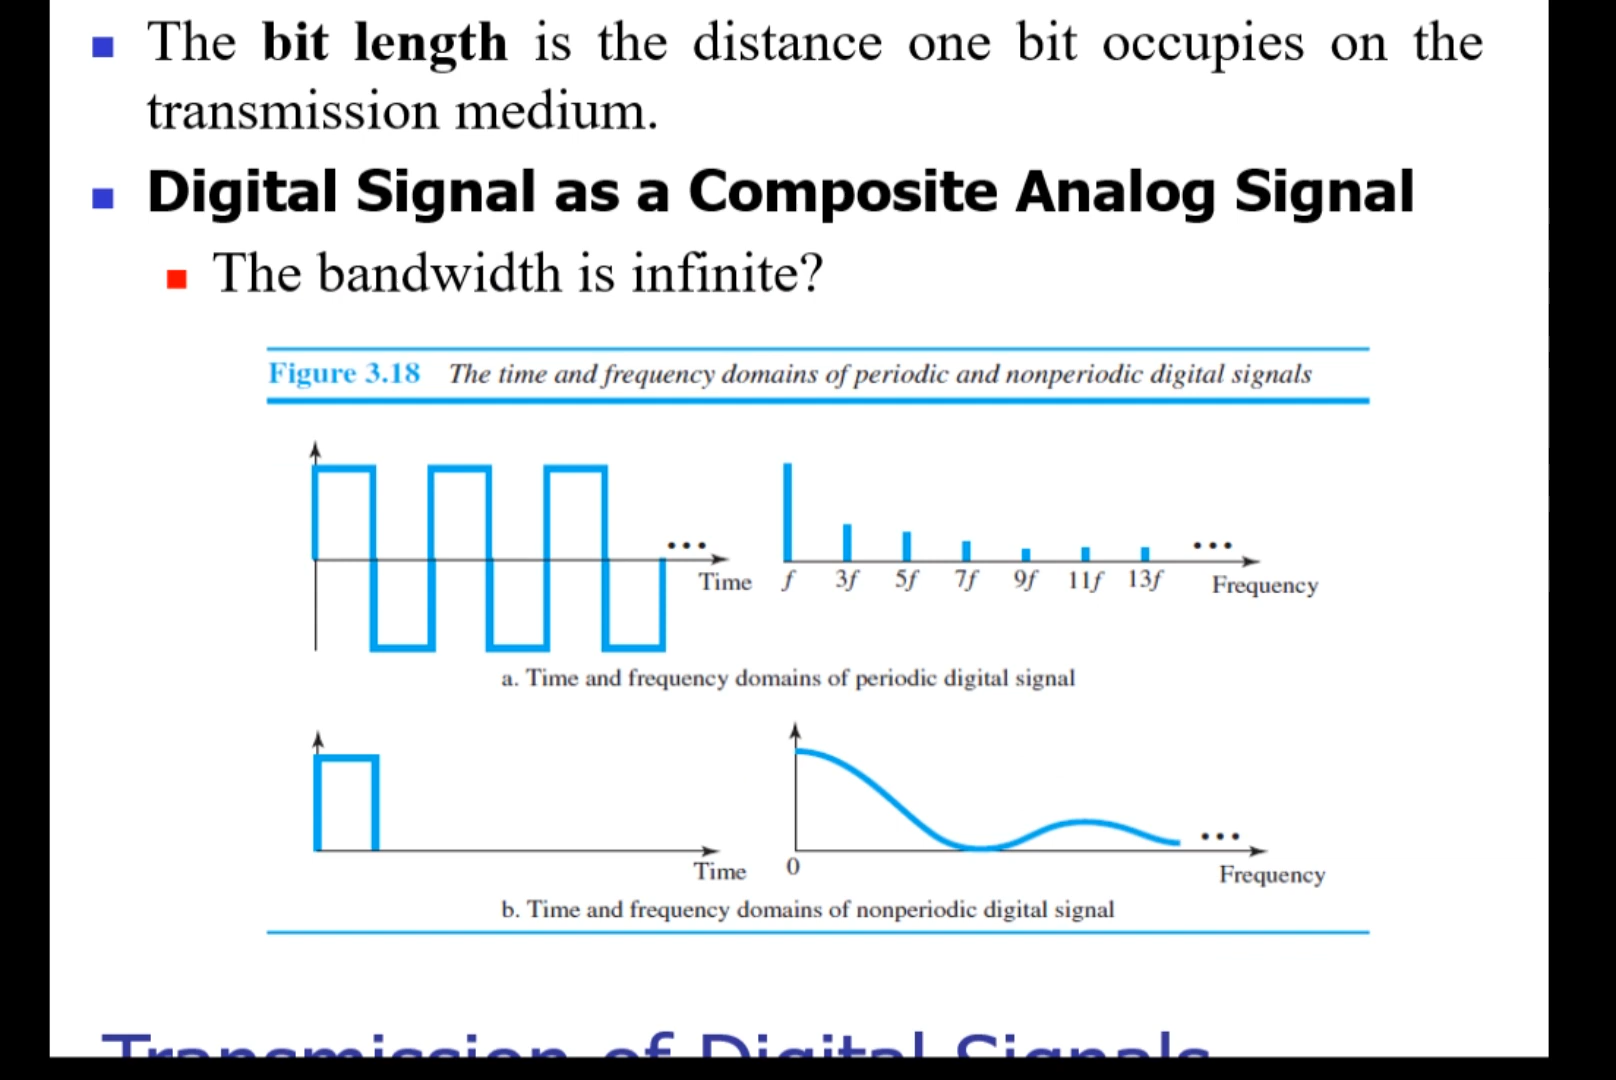 The bit length is the distance one bit occupies on the
transmission medium.
Digital Signal as a Composite Analog Signal
The bandwidth is infinite?
Figure 3.18 The time and frequency domains of periodic and nonperiodic digital signals
...
Time
f 3f 5f 7f 9f 11f 13f
...
Frequency
a. Time and frequency domains of periodic digital signal
Time
0
...
Frequency
b. Time and frequency domains of nonperiodic digital signal
Transmission of Digital Signals